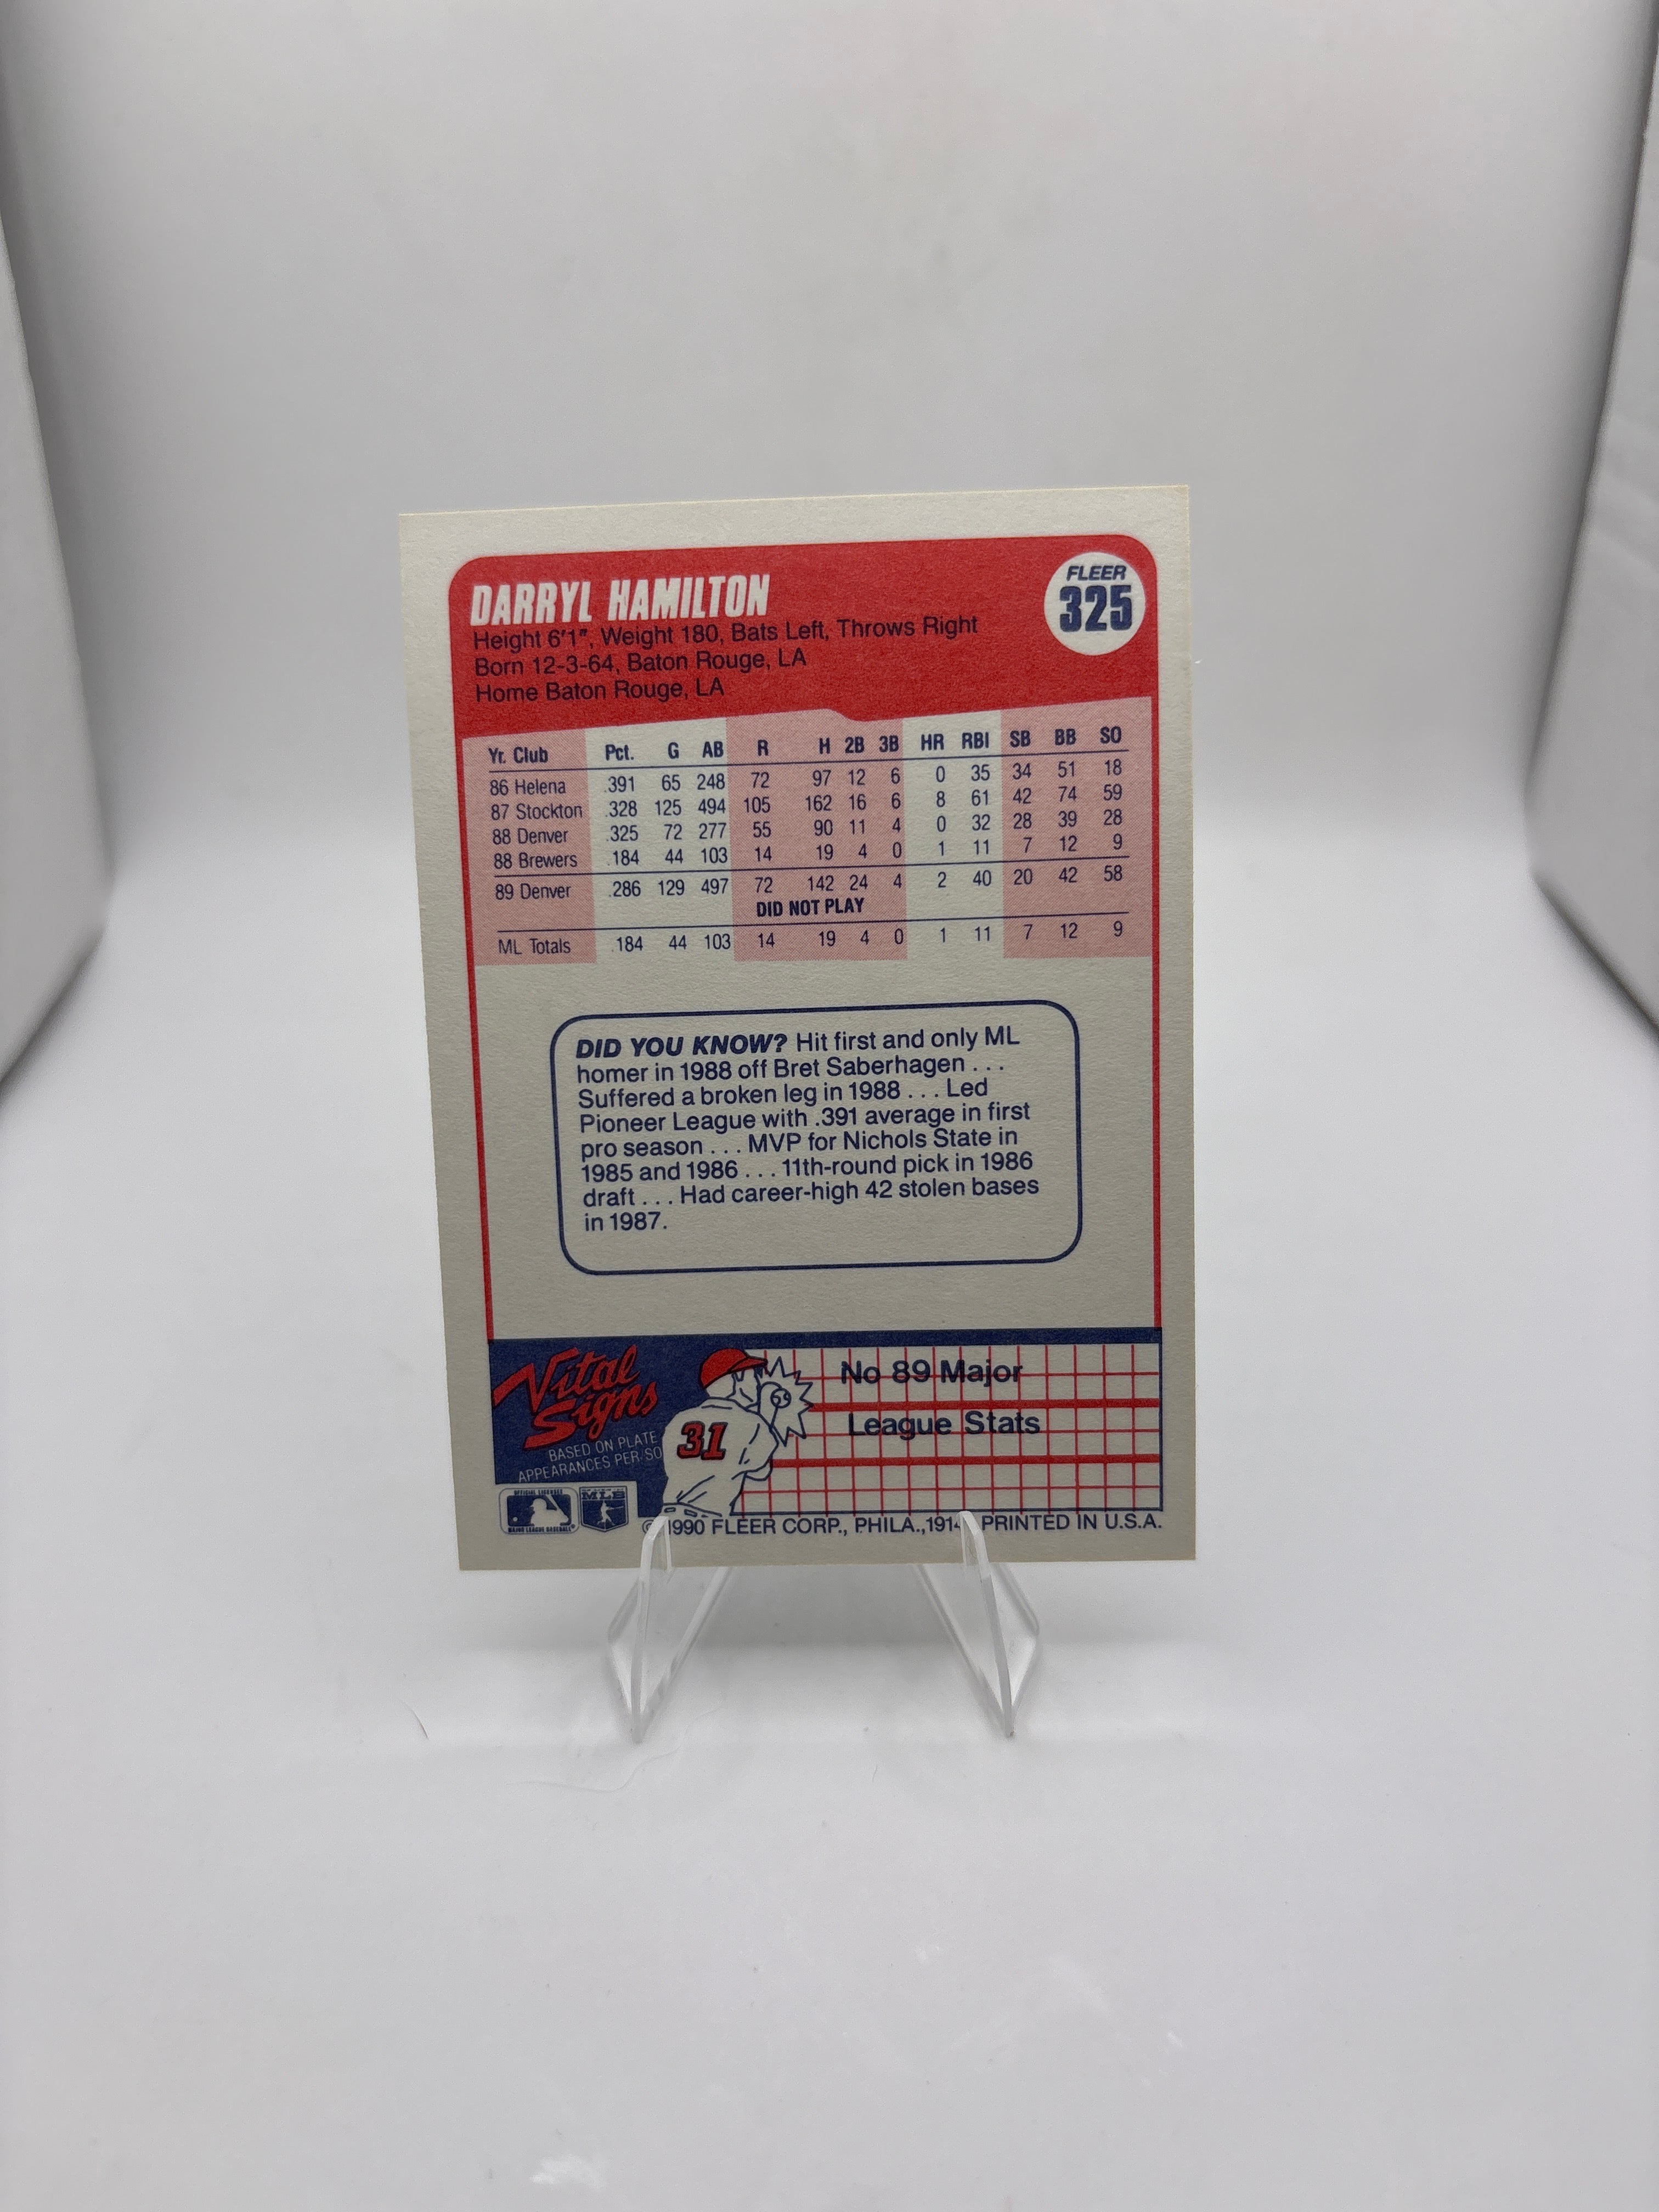 DARRYL HAMILTON
FLEER
325
Height 6'1", Weight 180, Bats Left, Throws Right
Born 12-3-64, Baton Rouge, LA
Home Baton Rouge, LA
Yr. Club Pct. G AB R H 2B 3B HR RBI SB BB SO
86 Helena .391 65 248 72 97 12 6 0 35 34 51 18
87 Stockton .328 125 494 105 162 16 6 8 61 42 74 59
88 Denver .325 72 277 55 90 11 4 0 32 28 39 28
88 Brewers .184 44 103 14 19 4 0 1 11 7 12 9
89 Denver .286 129 497 72 142 24 4 2 40 20 42 58
DID NOT PLAY
ML Totals .184 44 103 14 19 4 0 1 11 7 12 9
DID YOU KNOW? Hit first and only ML
homer in 1988 off Bret Saberhagen . . .
Suffered a broken leg in 1988 . . . Led
Pioneer League with .391 average in first
pro season . . . MVP for Nichols State in
1985 and 1986 . . . 11th-round pick in 1986
draft . . . Had career-high 42 stolen bases
in 1987.
Vital
Signs
BASED ON PLATE
APPEARANCES PER SO
31
No 89 Major
League Stats
MLB
© 1990 FLEER CORP., PHILA., PRINTED IN U.S.A.